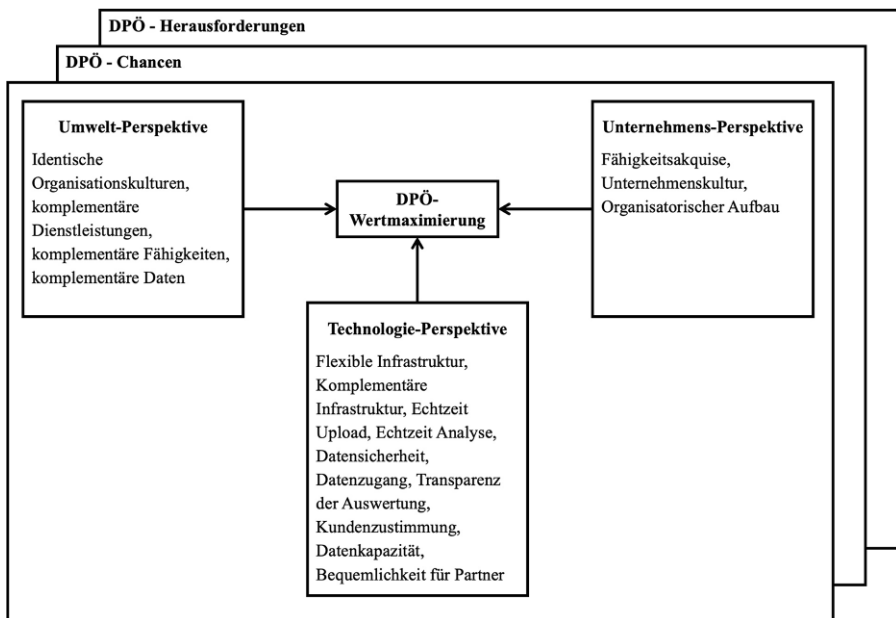 DPÖ - Herausforderungen
DPÖ - Chancen
Umwelt-Perspektive
Identische
Organisationskulturen,
komplementäre
Dienstleistungen,
komplementäre Fähigkeiten,
komplementäre Daten
DPÖ-
Wertmaximierung
Unternehmens-Perspektive
Fähigkeitsakquise,
Unternehmenskultur,
Organisatorischer Aufbau
Technologie-Perspektive
Flexible Infrastruktur,
Komplementäre
Infrastruktur, Echtzeit
Upload, Echtzeit Analyse,
Datensicherheit,
Datenzugang, Transparenz
der Auswertung,
Kundenzustimmung,
Datenkapazität,
Bequemlichkeit für Partner